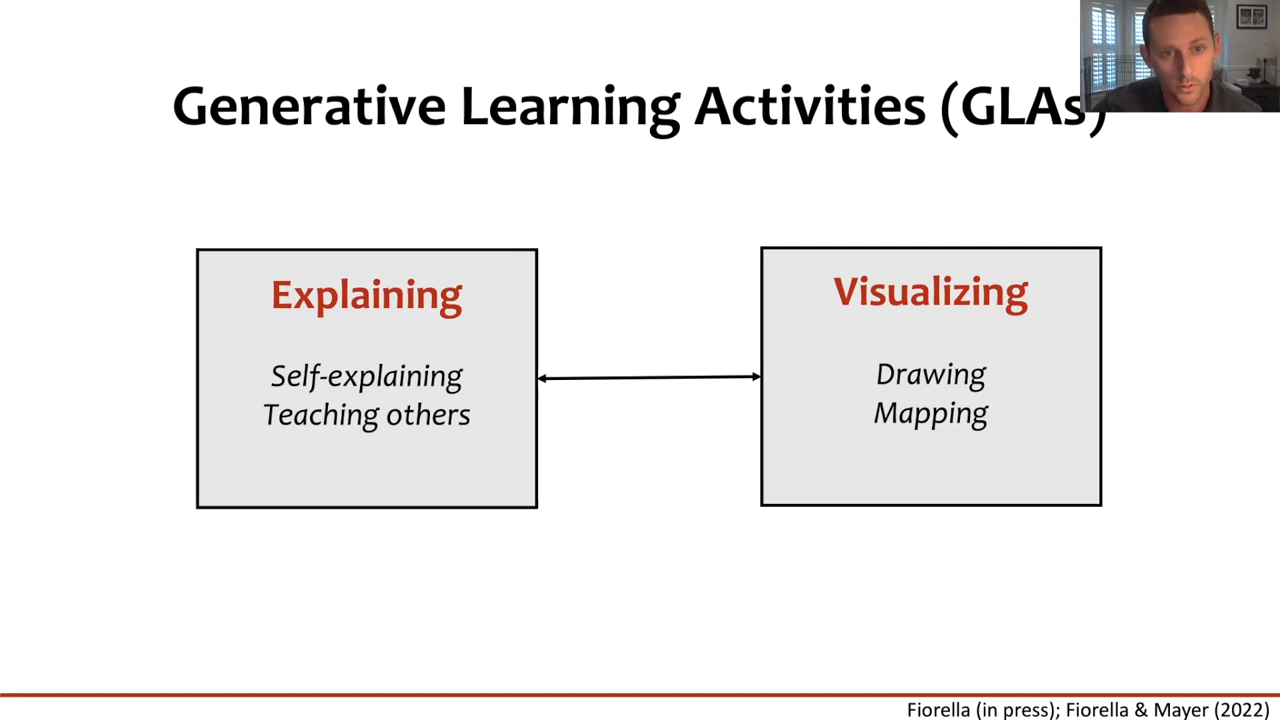 Generative Learning Activities (GLAs)
Explaining
Self-explaining
Teaching others
Visualizing
Drawing
Mapping
Fiorella (in press); Fiorella & Mayer (2022)